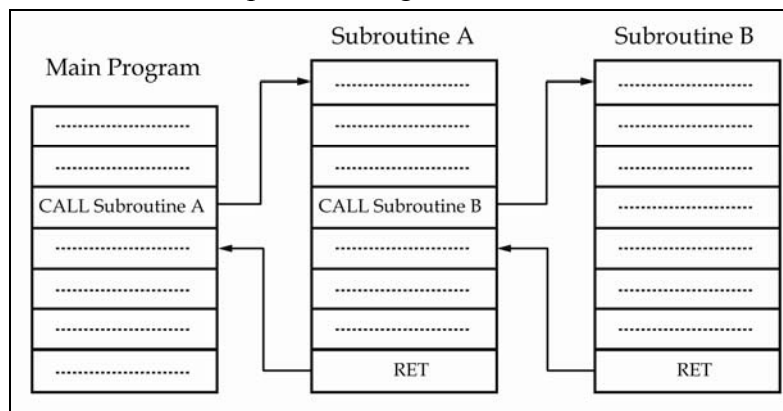 Main Program
CALL Subroutine A
Subroutine A
CALL Subroutine B
RET
Subroutine B
RET